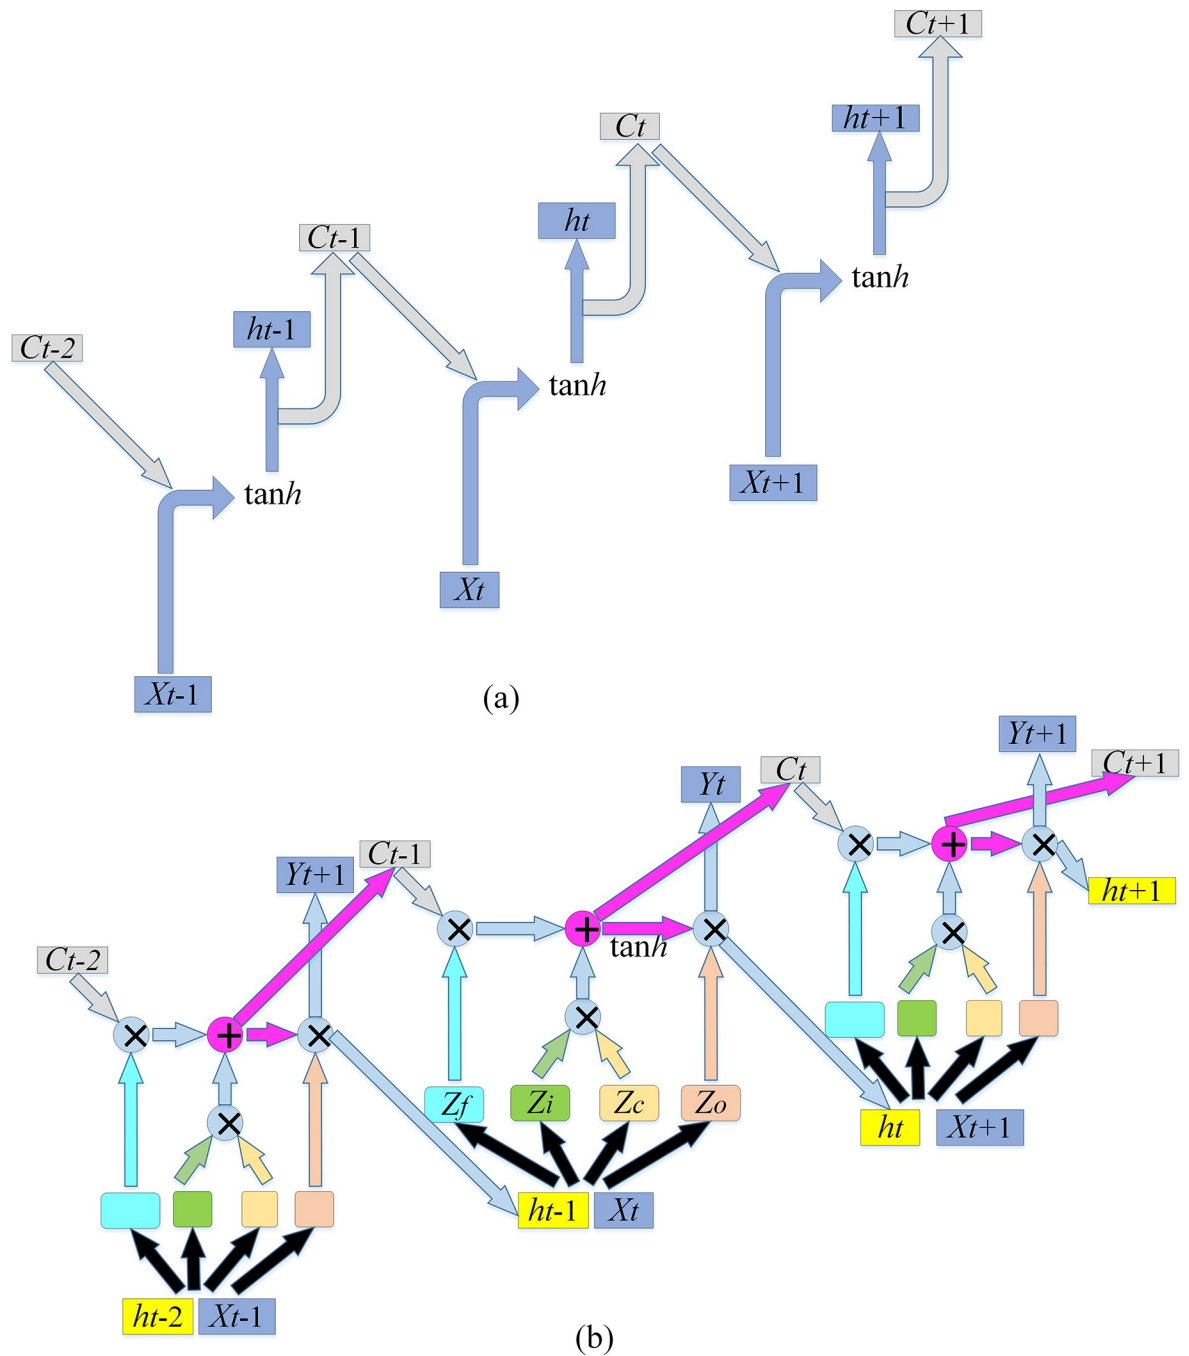 Ct+1
ht+1
Ct
ht
Ct-1
tanh
ht-1
Ct-2
tanh
Xt+1
tanh
Xt
Xt-1
(a)
Yt+1
Ct+1
Ct
Yt
×
+
×
Ct-1
Yt+1
ht+1
×
+
×
×
tanh
Ct-2
×
×
+
×
Zf
Zi
Zc
Zo
×
ht
Xt+1
ht-1
Xt
ht-2
Xt-1
(b)